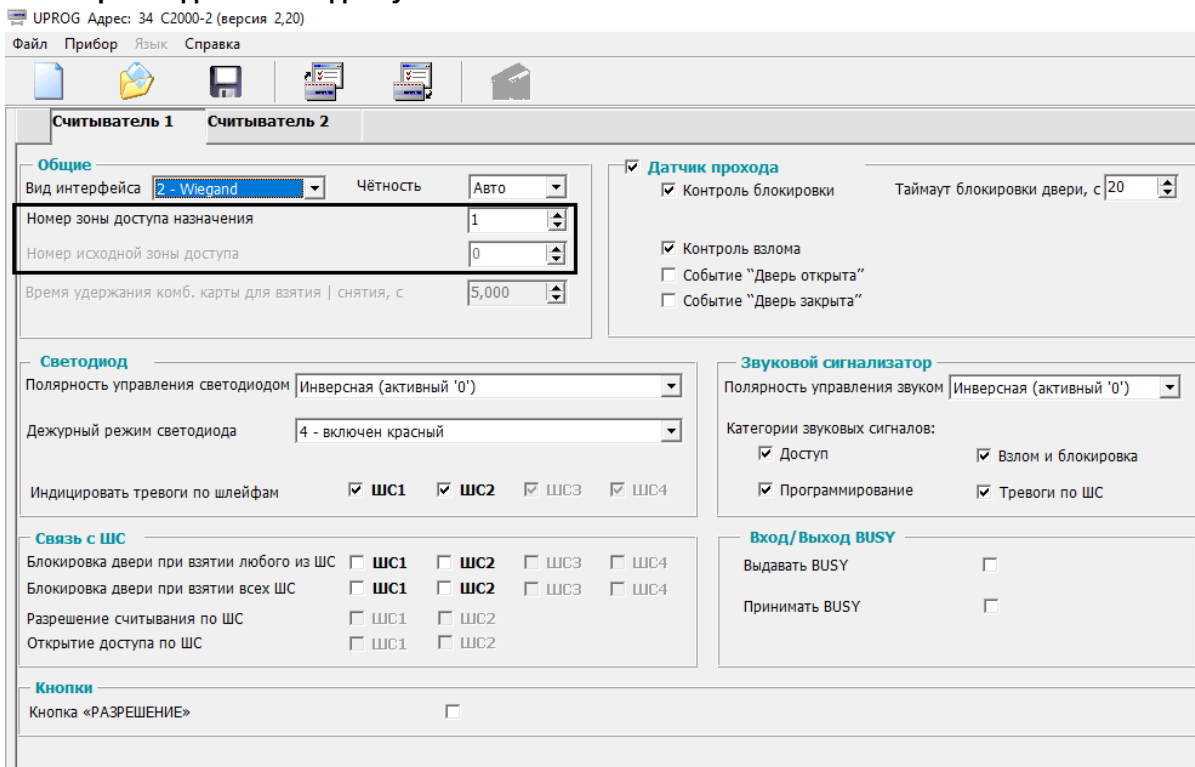 UPROG Адрес: 34 С2000-2 (версия 2,20)
Файл Прибор Язык Справка
Считыватель 1 Считыватель 2
Общие
Вид интерфейса 2 - Wiegand Чётность Авто
Номер зоны доступа назначения 1
Номер исходной зоны доступа 0
Время удержания комб. карты для взятия | снятия, с 5,000
Датчик прохода
Контроль блокировки Таймаут блокировки двери, с 20
Контроль взлома
Событие “Дверь открыта”
Событие “Дверь закрыта”
Светодиод
Полярность управления светодиодом Инверсная (активный '0')
Дежурный режим светодиода 4 - включен красный
Индицировать тревоги по шлейфам ШС1 ШС2 ШС3 ШС4
Звуковой сигнализатор
Полярность управления звуком Инверсная (активный '0')
Категории звуковых сигналов:
Доступ Взлом и блокировка
Программирование Тревоги по ШС
Связь с ШС
Блокировка двери при взятии любого из ШС ШС1 ШС2 ШС3 ШС4
Блокировка двери при взятии всех ШС ШС1 ШС2 ШС3 ШС4
Разрешение считывания по ШС ШС1 ШС2
Открытие доступа по ШС ШС1 ШС2
Вход/Выход BUSY
Выдавать BUSY
Принимать BUSY
Кнопки
Кнопка «РАЗРЕШЕНИЕ»